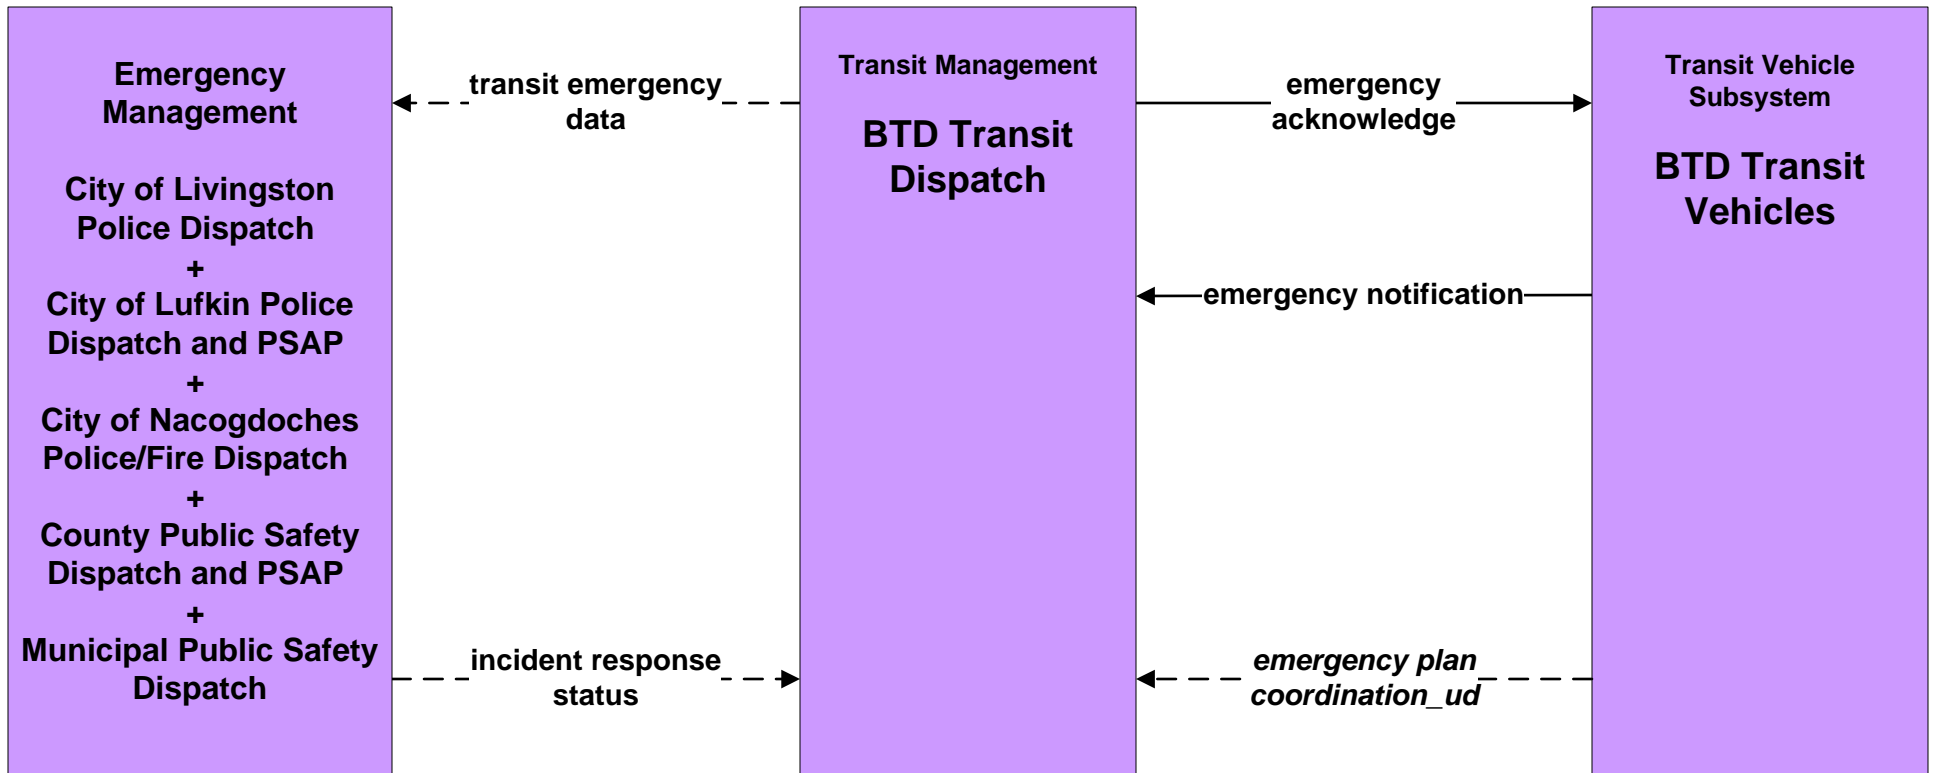 Emergency
Management
City of Livingston
Police Dispatch
+
City of Lufkin Police
Dispatch and PSAP
+
City of Nacogdoches
Police/Fire Dispatch
+
County Public Safety
Dispatch and PSAP
+
Municipal Public Safety
Dispatch
transit emergency
data
incident response
status
Transit Management
BTD Transit
Dispatch
emergency
acknowledge
emergency notification
emergency plan
coordination_ud
Transit Vehicle
Subsystem
BTD Transit
Vehicles